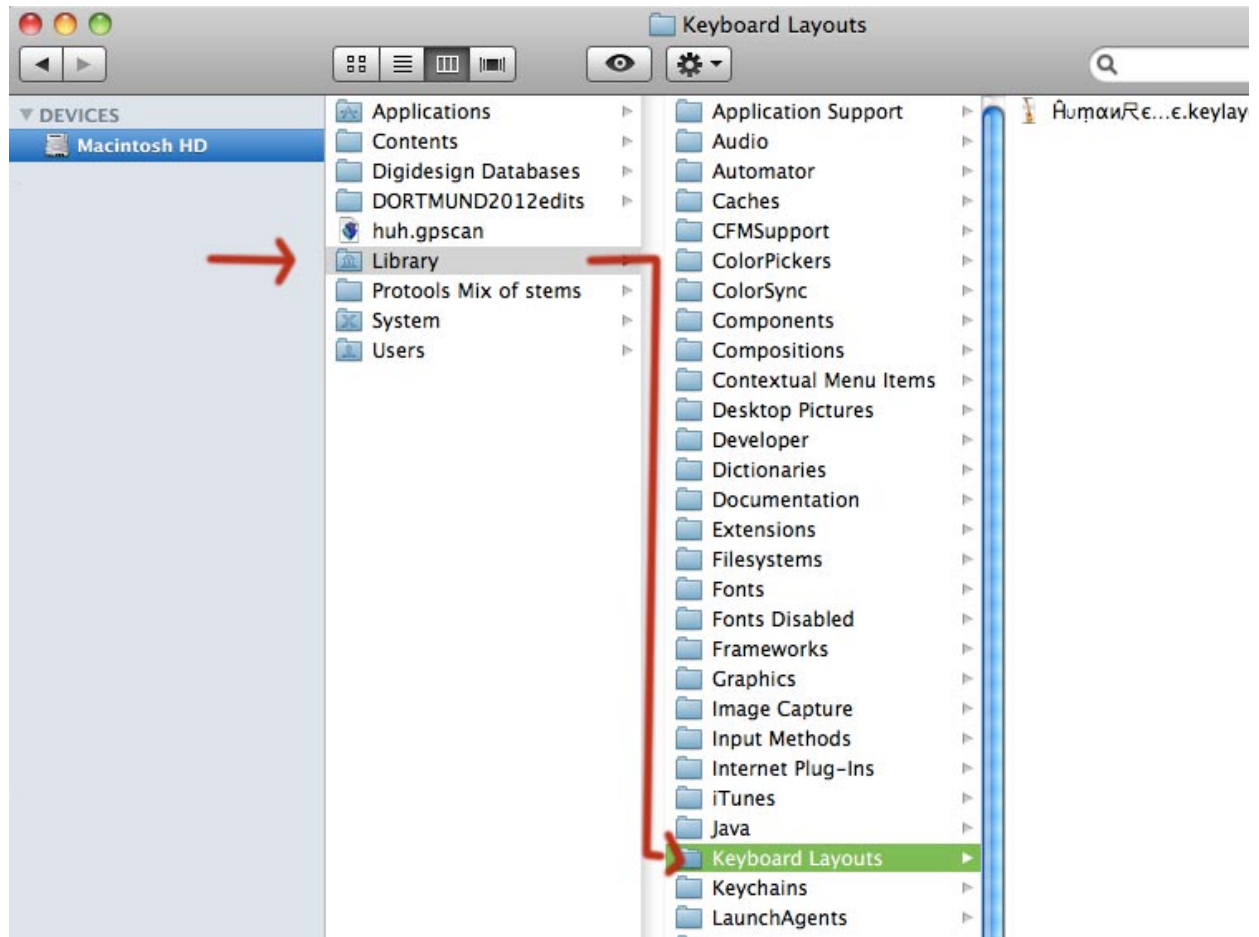 Keyboard Layouts
DEVICES
Macintosh HD
Applications
Contents
Digidesign Databases
DORTMUND2012edits
huh.gpscan
Library
Protools Mix of stems
System
Users
Application Support
Audio
Automator
Caches
CFMSupport
ColorPickers
ColorSync
Components
Compositions
Contextual Menu Items
Desktop Pictures
Developer
Dictionaries
Documentation
Extensions
Filesystems
Fonts
Fonts Disabled
Frameworks
Graphics
Image Capture
Input Methods
Internet Plug-Ins
iTunes
Java
Keyboard Layouts
Keychains
LaunchAgents